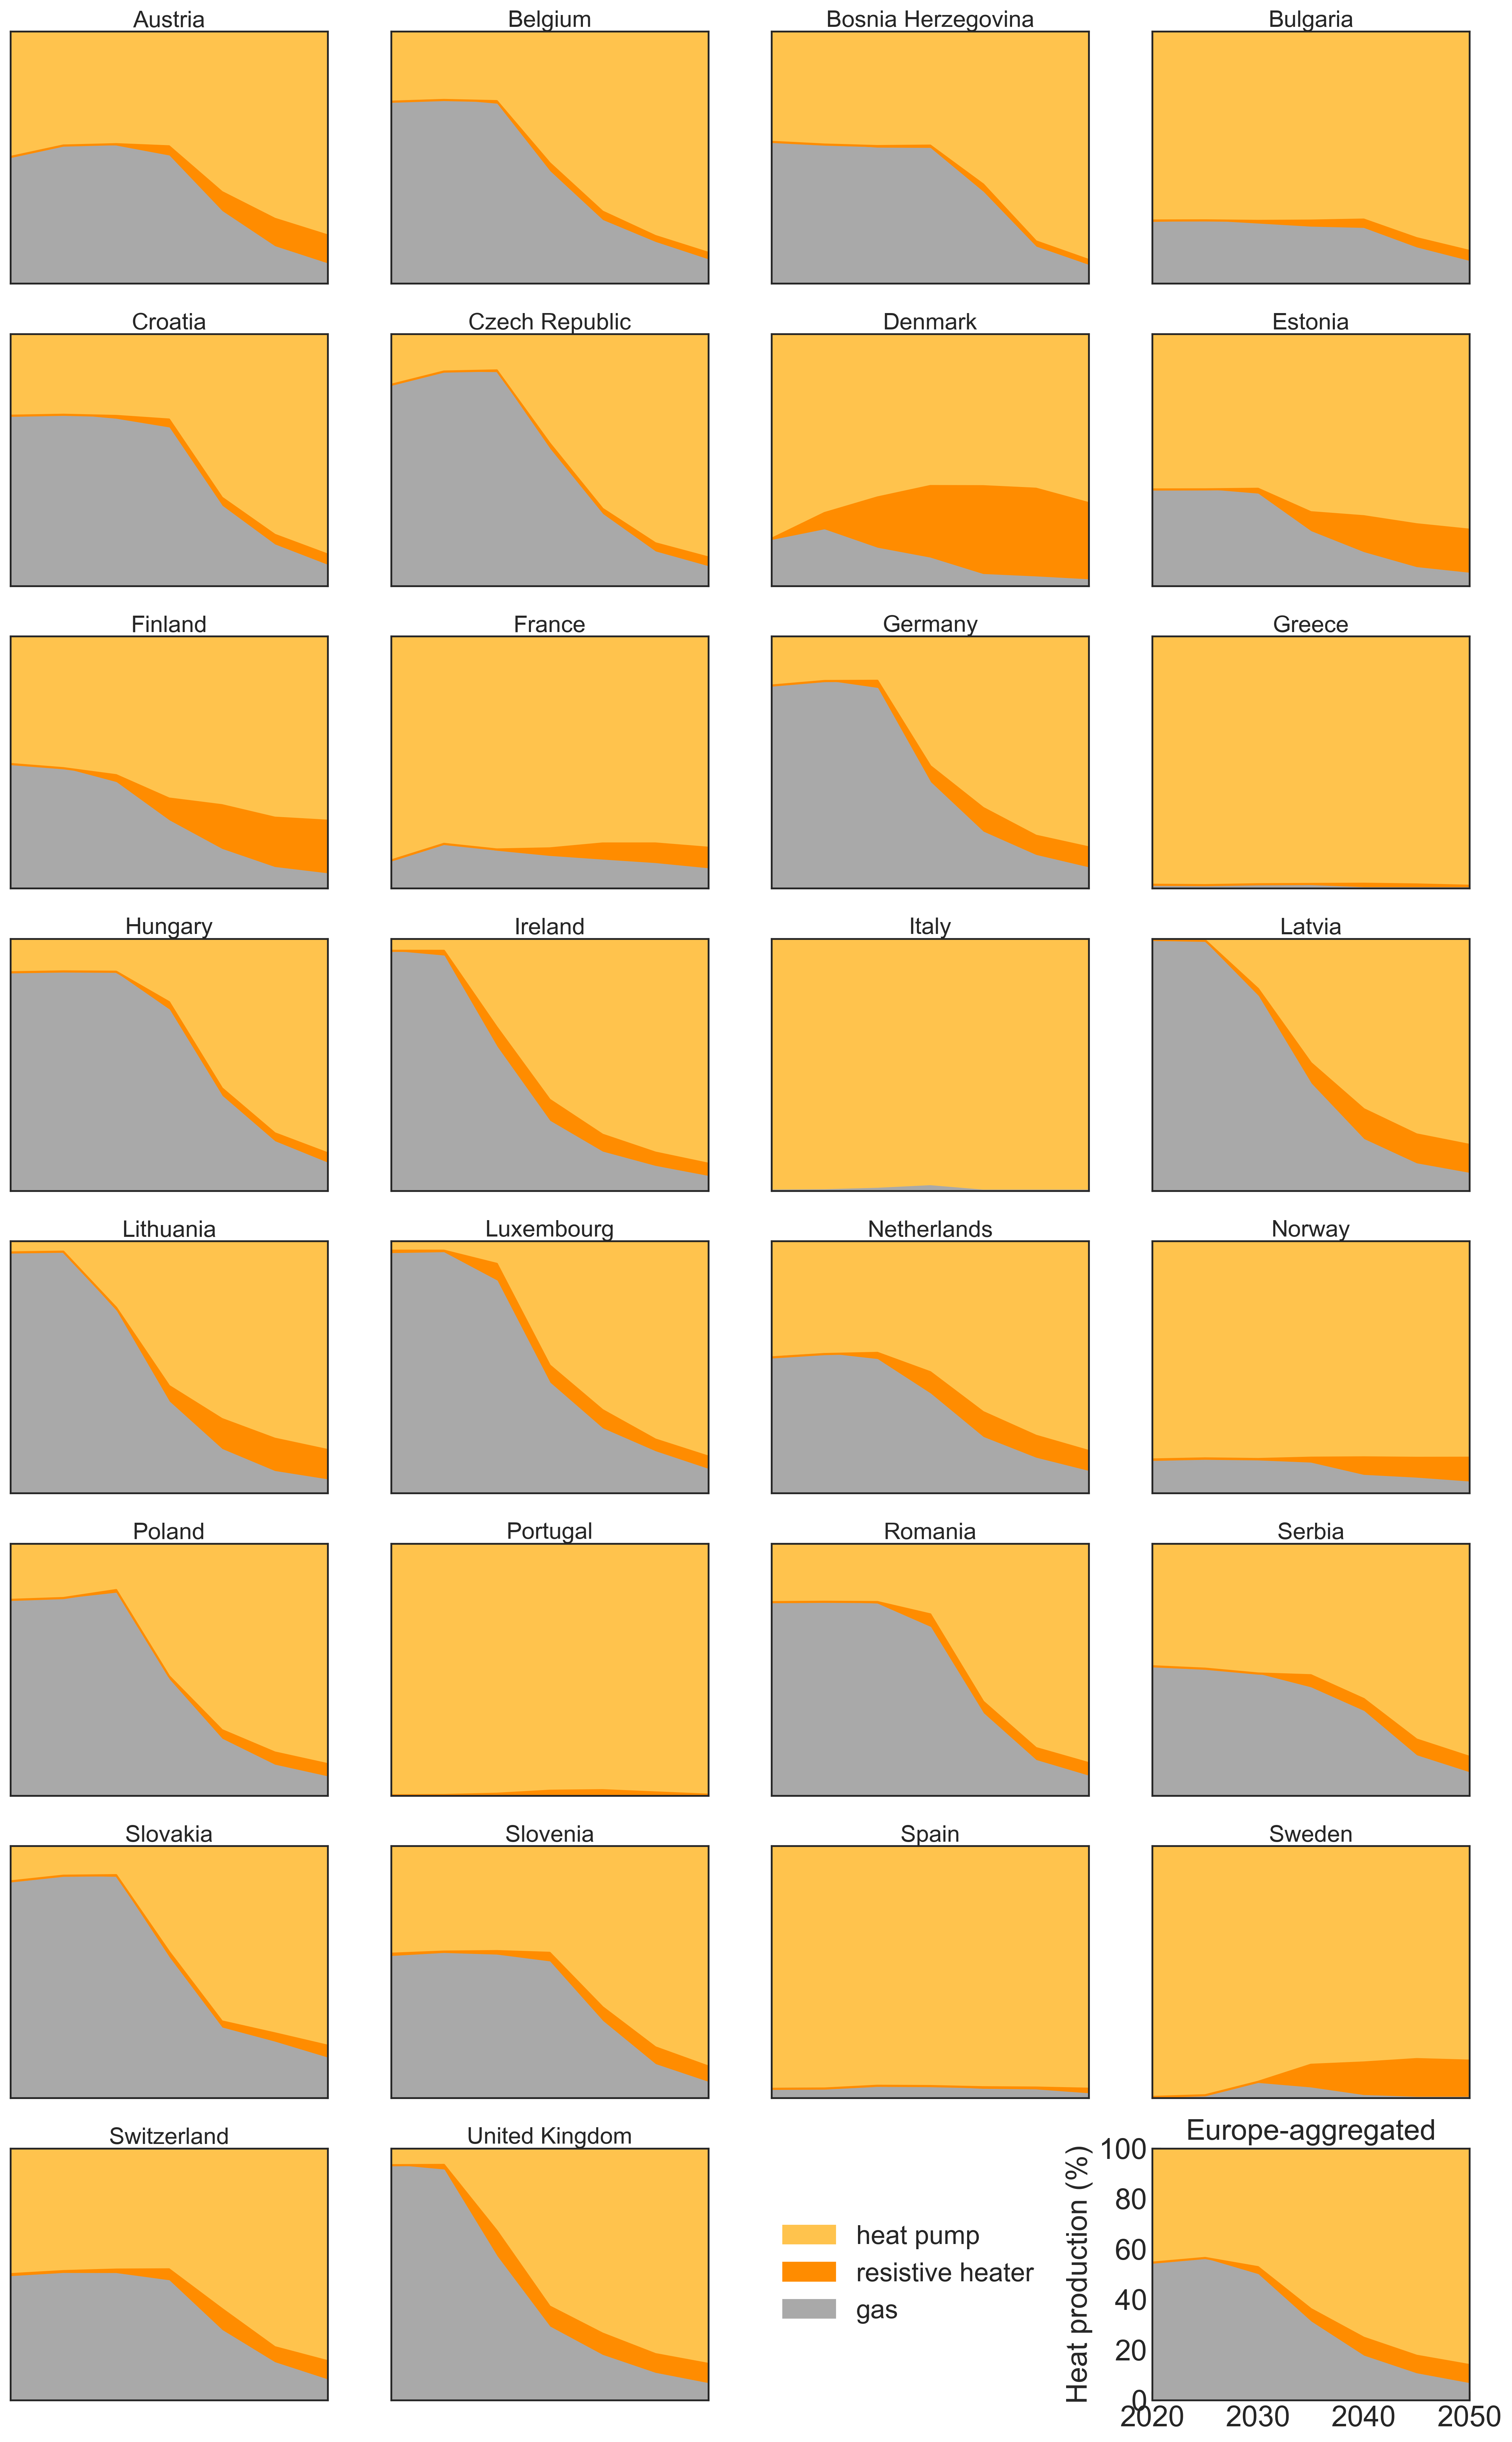 Austria
Belgium
Bosnia Herzegovina
Bulgaria
Croatia
Czech Republic
Denmark
Estonia
Finland
France
Germany
Greece
Hungary
Ireland
Italy
Latvia
Lithuania
Luxembourg
Netherlands
Norway
Poland
Portugal
Romania
Serbia
Slovakia
Slovenia
Spain
Sweden
Switzerland
United Kingdom
heat pump
resistive heater
gas
Europe-aggregated
Heat production (%)
100
80
60
40
20
0
2020 2030 2040 2050